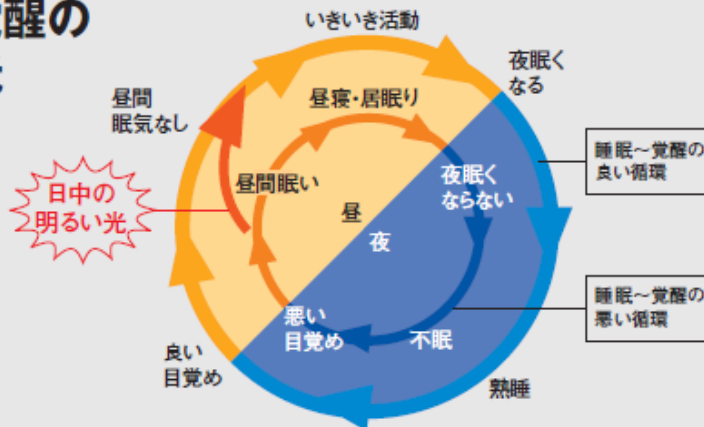 醒の
いきいき活動
夜眠く
なる
昼間
眠気なし
昼寝・居眠り
睡眠～覚醒の
良い循環
日中の
明るい光
昼間眠い
夜眠く
ならない
昼
夜
睡眠～覚醒の
悪い循環
悪い
目覚め
不眠
良い
目覚め
熟睡